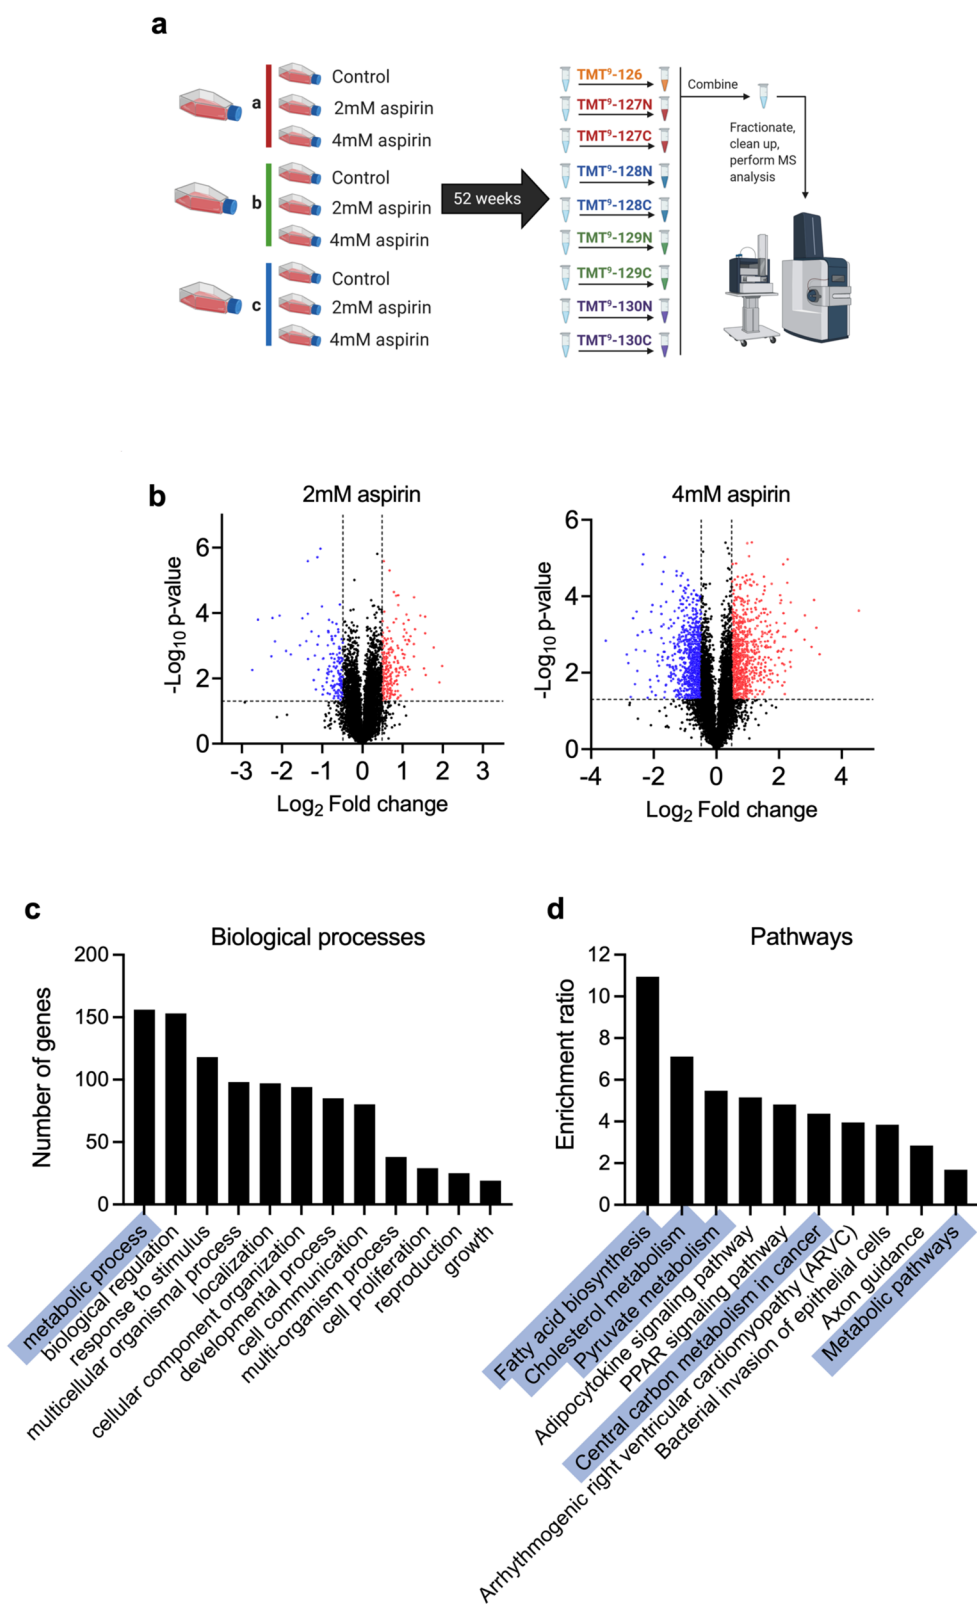 a
a
Control
2mM aspirin
4mM aspirin
b
Control
2mM aspirin
4mM aspirin
c
Control
2mM aspirin
4mM aspirin
52 weeks
TMT⁹-126
TMT⁹-127N
TMT⁹-127C
TMT⁹-128N
TMT⁹-128C
TMT⁹-129N
TMT⁹-129C
TMT⁹-130N
TMT⁹-130C
Combine
Fractionate,
clean up,
perform MS
analysis
b
2mM aspirin
-Log₁₀ p-value
6
4
2
0
-3 -2 -1 0 1 2 3
Log₂ Fold change
4mM aspirin
-Log₁₀ p-value
6
4
2
0
-4 -2 0 2 4
Log₂ Fold change
c
Biological processes
Number of genes
200
150
100
50
0
metabolic process
biological regulation
response to stimulus
multicellular organismal process
localization
cellular component organization
developmental process
cell communication
multi-organism process
cell proliferation
reproduction
growth
d
Pathways
Enrichment ratio
12
10
8
6
4
2
0
Fatty acid biosynthesis
Cholesterol metabolism
Pyruvate metabolism
Adipocytokine signaling pathway
PPAR signaling pathway
Central carbon metabolism in cancer
Arrhythmogenic right ventricular cardiomyopathy (ARVC)
Bacterial invasion of epithelial cells
Axon guidance
Metabolic pathways